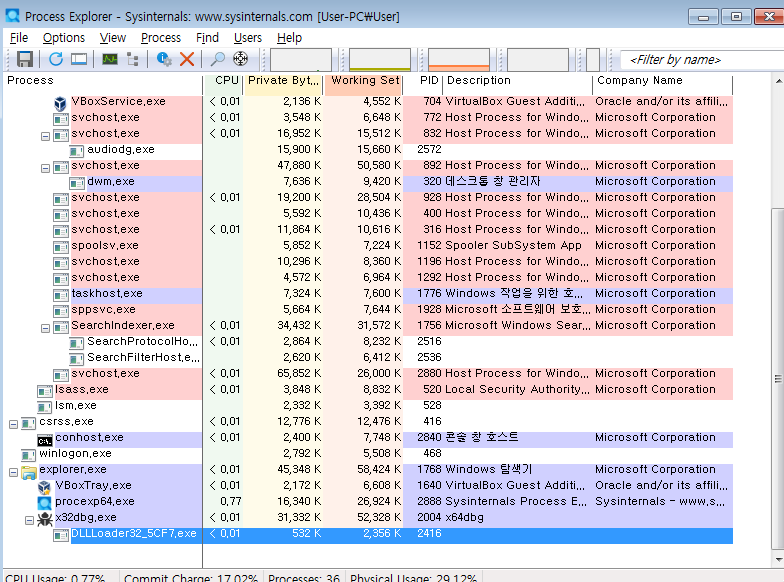 Process Explorer - Sysinternals: www.sysinternals.com [User-PC₩User]
File Options View Process Find Users Help
<Filter by name>
Process CPU Private Byt... Working Set PID Description Company Name
VBoxService.exe < 0.01 2,136 K 4,552 K 704 VirtualBox Guest Additi... Oracle and/or its affili...
svchost.exe < 0.01 3,548 K 6,648 K 772 Host Process for Windo... Microsoft Corporation
svchost.exe < 0.01 16,952 K 15,512 K 832 Host Process for Windo... Microsoft Corporation
audiodg.exe 15,900 K 15,660 K 2572
svchost.exe 47,880 K 50,580 K 892 Host Process for Windo... Microsoft Corporation
dwm.exe 7,636 K 9,420 K 320 데스크톱 창 관리자 Microsoft Corporation
svchost.exe < 0.01 19,200 K 28,504 K 928 Host Process for Windo... Microsoft Corporation
svchost.exe 5,592 K 10,436 K 400 Host Process for Windo... Microsoft Corporation
svchost.exe < 0.01 11,864 K 10,616 K 316 Host Process for Windo... Microsoft Corporation
spoolsv.exe 5,852 K 7,224 K 1152 Spooler SubSystem App Microsoft Corporation
svchost.exe 10,296 K 8,360 K 1196 Host Process for Windo... Microsoft Corporation
svchost.exe 4,572 K 6,964 K 1292 Host Process for Windo... Microsoft Corporation
taskhost.exe 7,324 K 7,600 K 1776 Windows 작업을 위한 호... Microsoft Corporation
sppsvc.exe 5,664 K 7,644 K 1928 Microsoft 소프트웨어 보호... Microsoft Corporation
SearchIndexer.exe < 0.01 34,432 K 31,572 K 1756 Microsoft Windows Sear... Microsoft Corporation
SearchProtocolHo... < 0.01 2,864 K 8,232 K 2516
SearchFilterHost.e... 2,620 K 6,412 K 2536
svchost.exe < 0.01 65,852 K 26,000 K 2880 Host Process for Windo... Microsoft Corporation
lsass.exe < 0.01 3,848 K 8,832 K 520 Local Security Authority... Microsoft Corporation
lsm.exe 2,332 K 3,392 K 528
csrss.exe < 0.01 12,776 K 12,476 K 416
conhost.exe < 0.01 2,400 K 7,748 K 2840 콘솔 창 호스트 Microsoft Corporation
winlogon.exe 2,792 K 5,508 K 468
explorer.exe < 0.01 45,348 K 58,424 K 1768 Windows 탐색기 Microsoft Corporation
VBoxTray.exe < 0.01 2,172 K 6,608 K 1640 VirtualBox Guest Additi... Oracle and/or its affili...
procexp64.exe 0.77 16,340 K 26,924 K 2888 Sysinternals Process E... Sysinternals - www.s...
x32dbg.exe < 0.01 31,332 K 52,328 K 2004 x64dbg
DLLLoader32_5CF7.exe < 0.01 532 K 2,356 K 2416
CPU Usage: 0.77% Commit Charge: 17.02% Processes: 36 Physical Usage: 29.12%